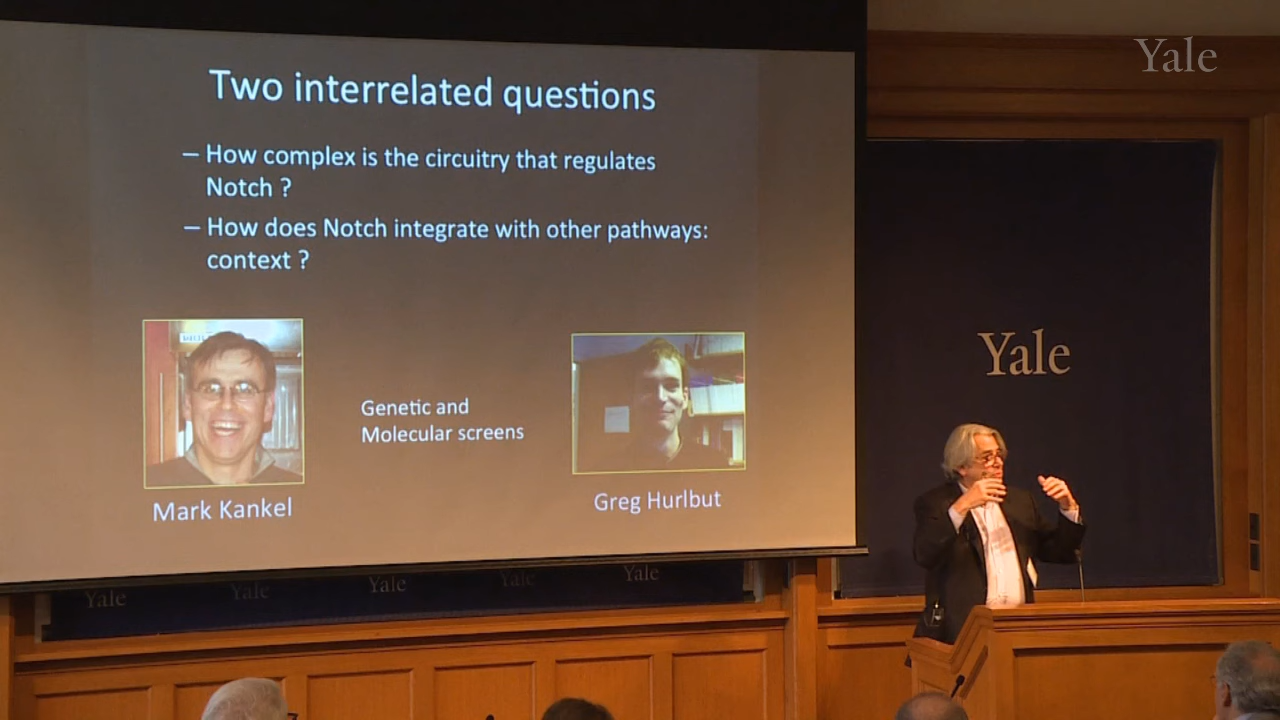 Yale
Two interrelated questions
– How complex is the circuitry that regulates
Notch ?
– How does Notch integrate with other pathways:
context ?
Genetic and
Molecular screens
Mark Kankel
Greg Hurlbut
Yale
Yale
Yale
Yale
Yale
Yale